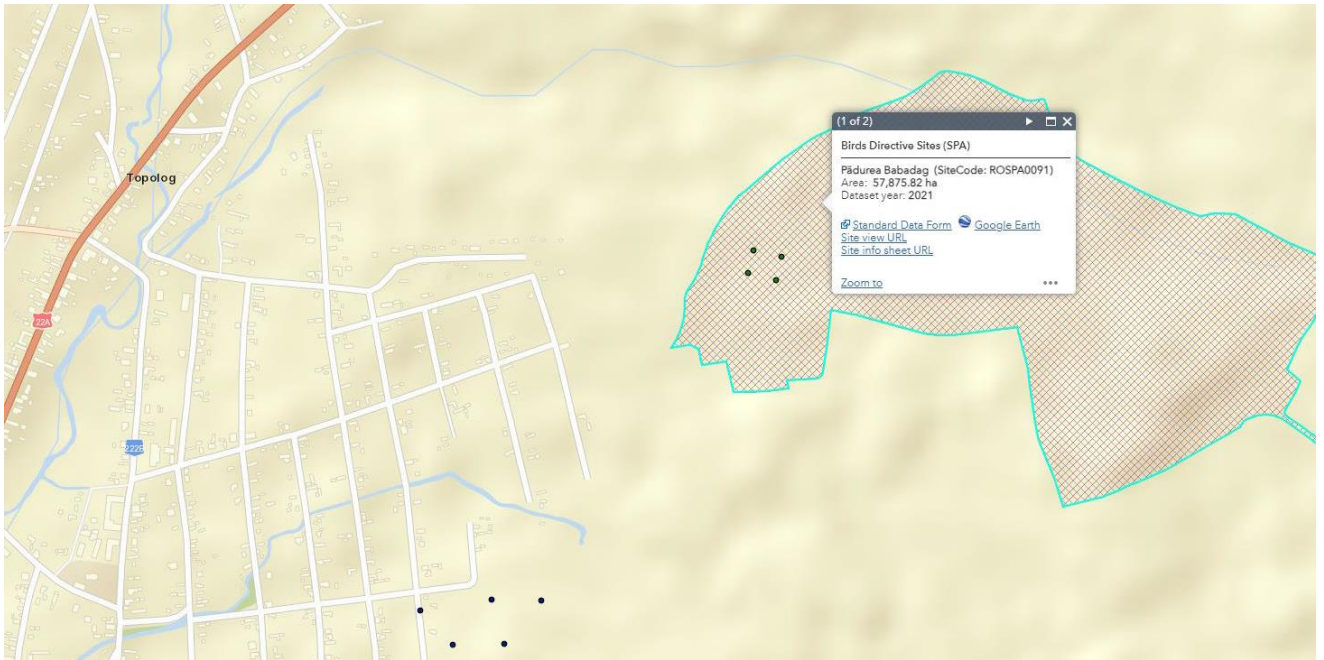 (1 of 2)
Birds Directive Sites (SPA)
Pădurea Babadag (SiteCode: ROSPA0091)
Area: 57,875.82 ha
Dataset year: 2021
Standard Data Form Google Earth
Site view URL
Site info sheet URL
Zoom to
Topolog
22A
222B